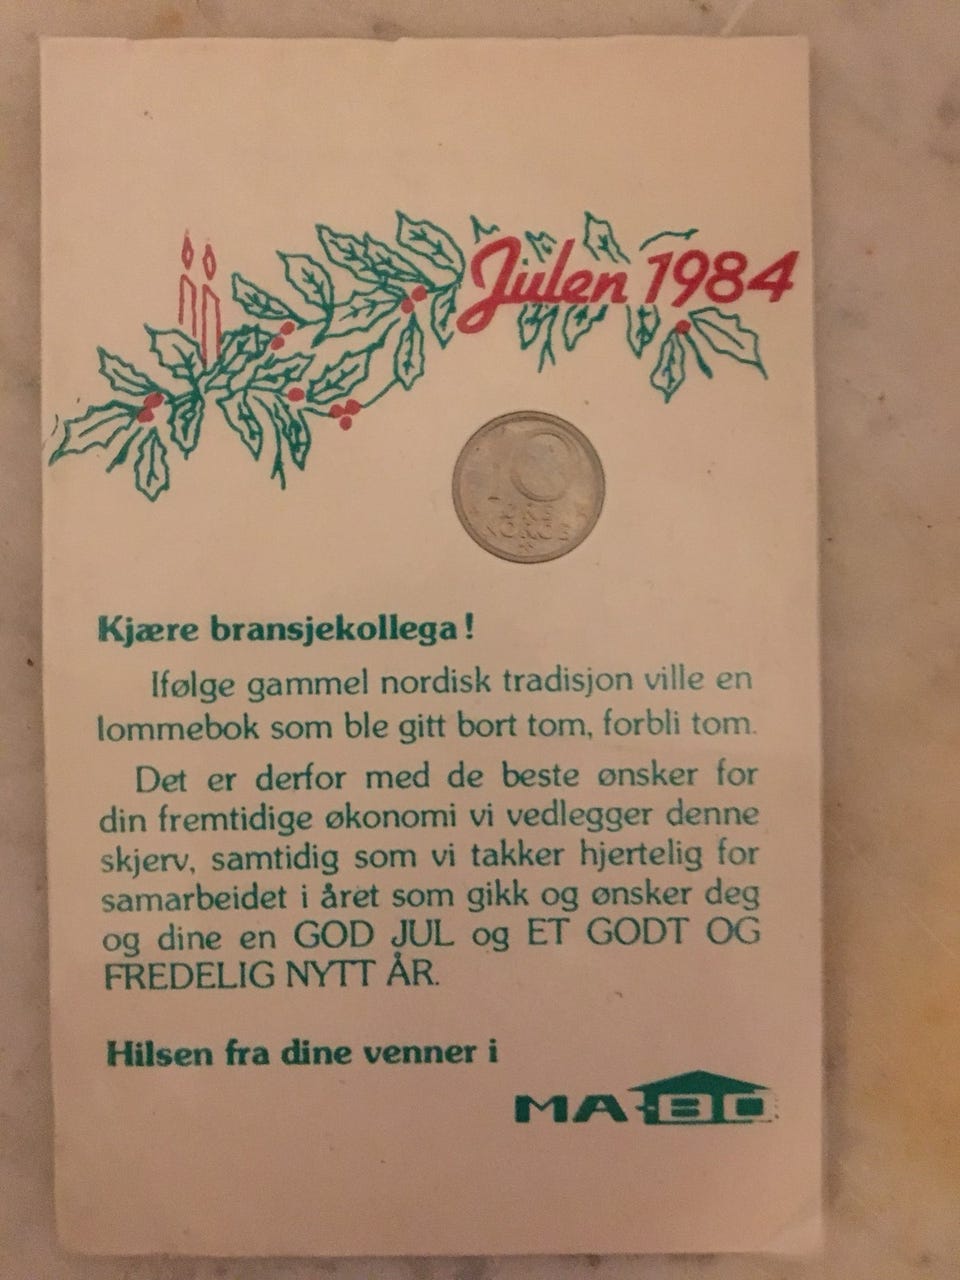 Julen 1984
10
ØRE
NORGE
Kjære bransjekollega!
Ifølge gammel nordisk tradisjon ville en
lommebok som ble gitt bort tom, forbli tom.
Det er derfor med de beste ønsker for
din fremtidige økonomi vi vedlegger denne
skjerv, samtidig som vi takker hjertelig for
samarbeidet i året som gikk og ønsker deg
og dine en GOD JUL og ET GODT OG
FREDELIG NYTT ÅR.
Hilsen fra dine venner i
MA-BO